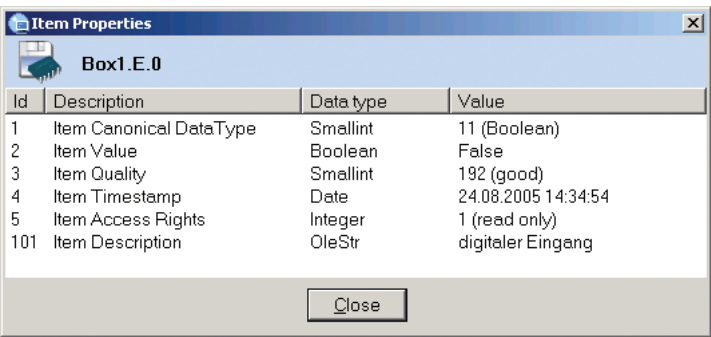 Item Properties
Box1.E.0
Id Description Data type Value
1 Item Canonical DataType Smallint 11 (Boolean)
2 Item Value Boolean False
3 Item Quality Smallint 192 (good)
4 Item Timestamp Date 24.08.2005 14:34:54
5 Item Access Rights Integer 1 (read only)
101 Item Description OleStr digitaler Eingang
Close